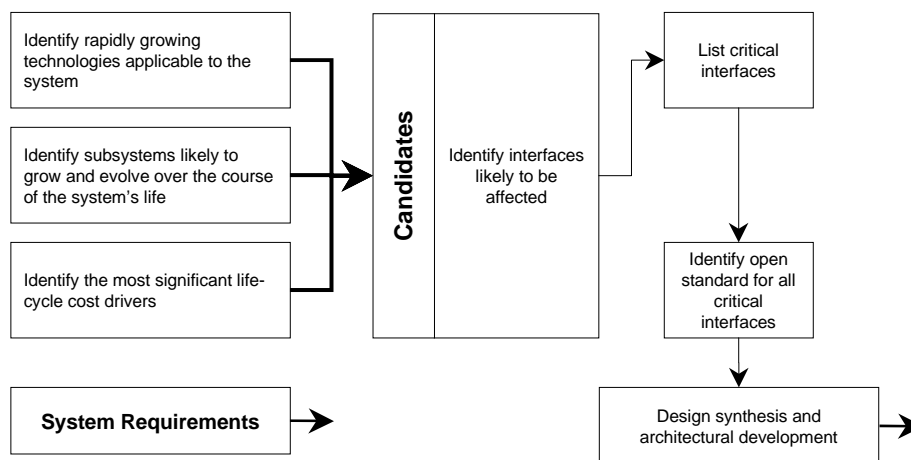 Identify rapidly growing
technologies applicable to the
system
Identify subsystems likely to
grow and evolve over the course
of the system’s life
Identify the most significant life-
cycle cost drivers
System Requirements
Candidates
Identify interfaces
likely to be
affected
List critical
interfaces
Identify open
standard for all
critical
interfaces
Design synthesis and
architectural development